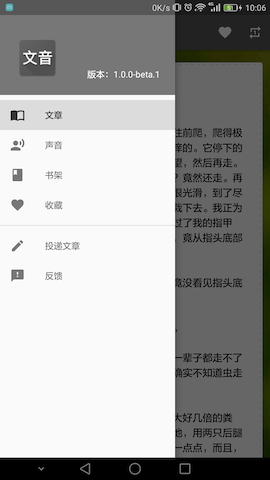 0K/s
4G
10:06
文音
版本：1.0.0-beta.1
文章
声音
书架
收藏
投递文章
反馈
往前爬，爬得极
痒的。它停下的
望，然后再走。
？竟然还走。再
很光滑，到了尽
栽下去。我正为
过了我的指甲
，竟从指头底部
竟没看见指头底
一辈子都走不了
确实不知道虫走
大好几倍的粪
地，用两只后腿
一点点，而且，